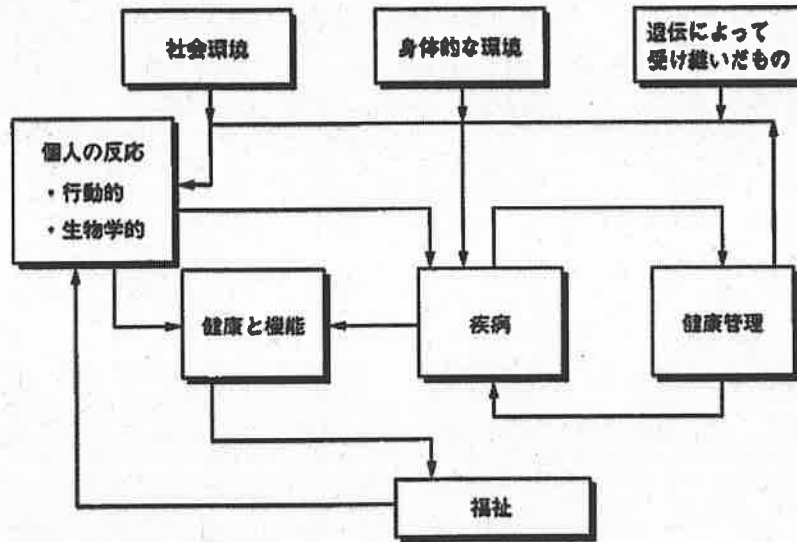 社会環境
身体的な環境
遺伝によって
受け継いだもの
個人の反応
・行動的
・生物学的
健康と機能
疾病
健康管理
福祉